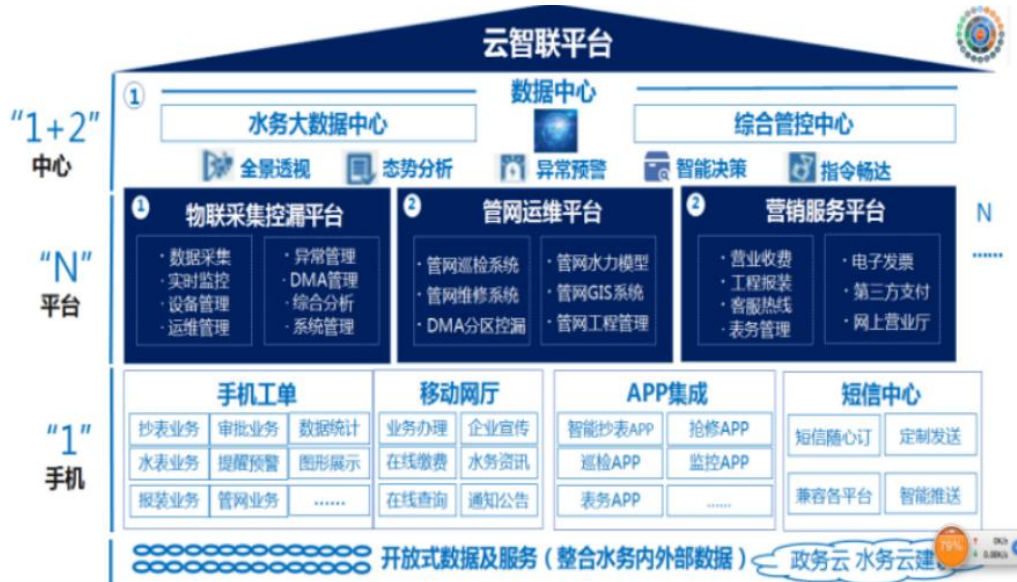 云智联平台
"1+2"
中心
①
数据中心
水务大数据中心
综合管控中心
全景透视
态势分析
异常预警
智能决策
指令畅达
"N"
平台
①
物联采集控漏平台
·数据采集
·实时监控
·设备管理
·运维管理
·异常管理
·DMA管理
·综合分析
·系统管理
②
管网运维平台
·管网巡检系统
·管网维修系统
·DMA分区控漏
·管网水力模型
·管网GIS系统
·管网工程管理
②
营销服务平台
·营业收费
·工程报装
·客服热线
·表务管理
·电子发票
·第三方支付
·网上营业厅
N
……
"1"
手机
手机工单
抄表业务 审批业务 数据统计
水表业务 提醒预警 图形展示
报装业务 管网业务 ……
移动网厅
业务办理 企业宣传
在线缴费 水务资讯
在线查询 通知公告
APP集成
智能抄表APP 抢修APP
巡检APP 监控APP
表务APP ……
短信中心
短信随心订 定制发送
兼容各平台 智能推送
开放式数据及服务（整合水务内外部数据）
政务云 水务云建
79%
0K/s
0.08K/s